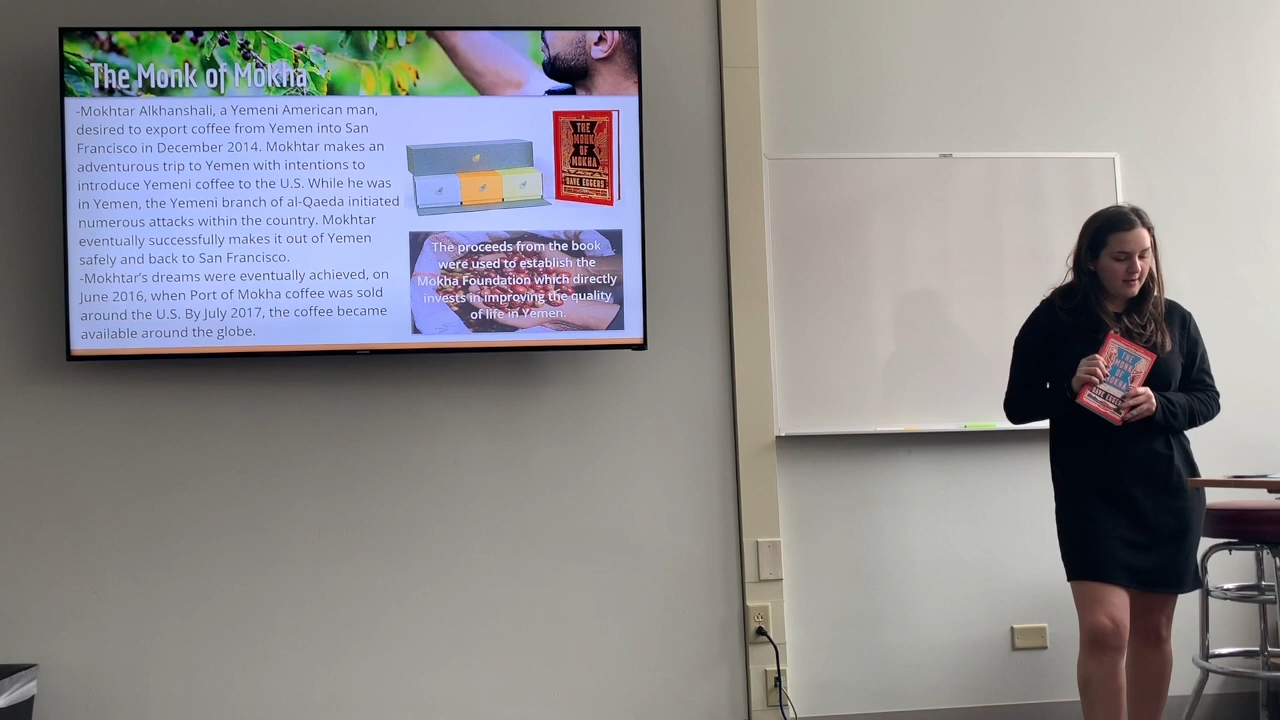 The Monk of Mokha
-Mokhtar Alkhanshali, a Yemeni American man,
desired to export coffee from Yemen into San
Francisco in December 2014. Mokhtar makes an
adventurous trip to Yemen with intentions to
introduce Yemeni coffee to the U.S. While he was
in Yemen, the Yemeni branch of al-Qaeda initiated
numerous attacks within the country. Mokhtar
eventually successfully makes it out of Yemen
safely and back to San Francisco.
-Mokhtar's dreams were eventually achieved, on
June 2016, when Port of Mokha coffee was sold
around the U.S. By July 2017, the coffee became
available around the globe.
THE
MONK
OF
MOKHA
DAVE EGGERS
The proceeds from the book
were used to establish the
Mokha Foundation which directly
invests in improving the quality
of life in Yemen.
THE
MONK
OF
MOKHA
DAVE EGGERS